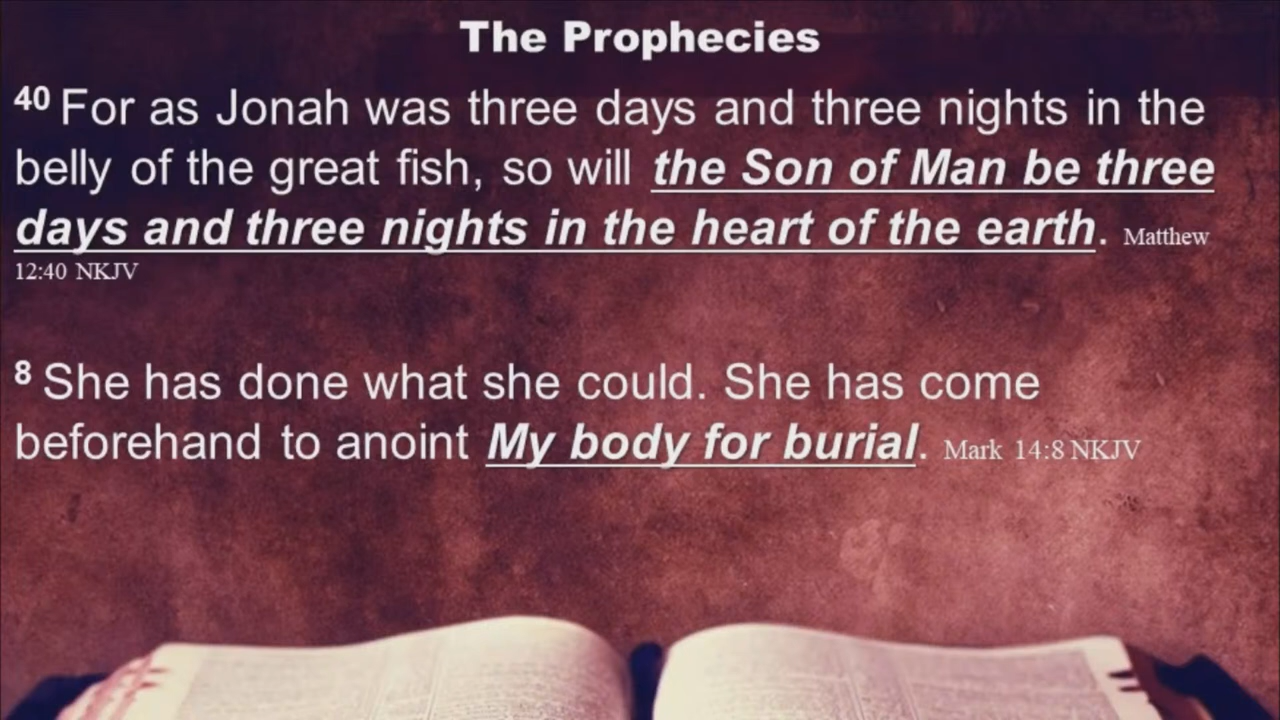 The Prophecies
40 For as Jonah was three days and three nights in the
belly of the great fish, so will the Son of Man be three
days and three nights in the heart of the earth. Matthew
12:40 NKJV
8 She has done what she could. She has come
beforehand to anoint My body for burial. Mark 14:8 NKJV